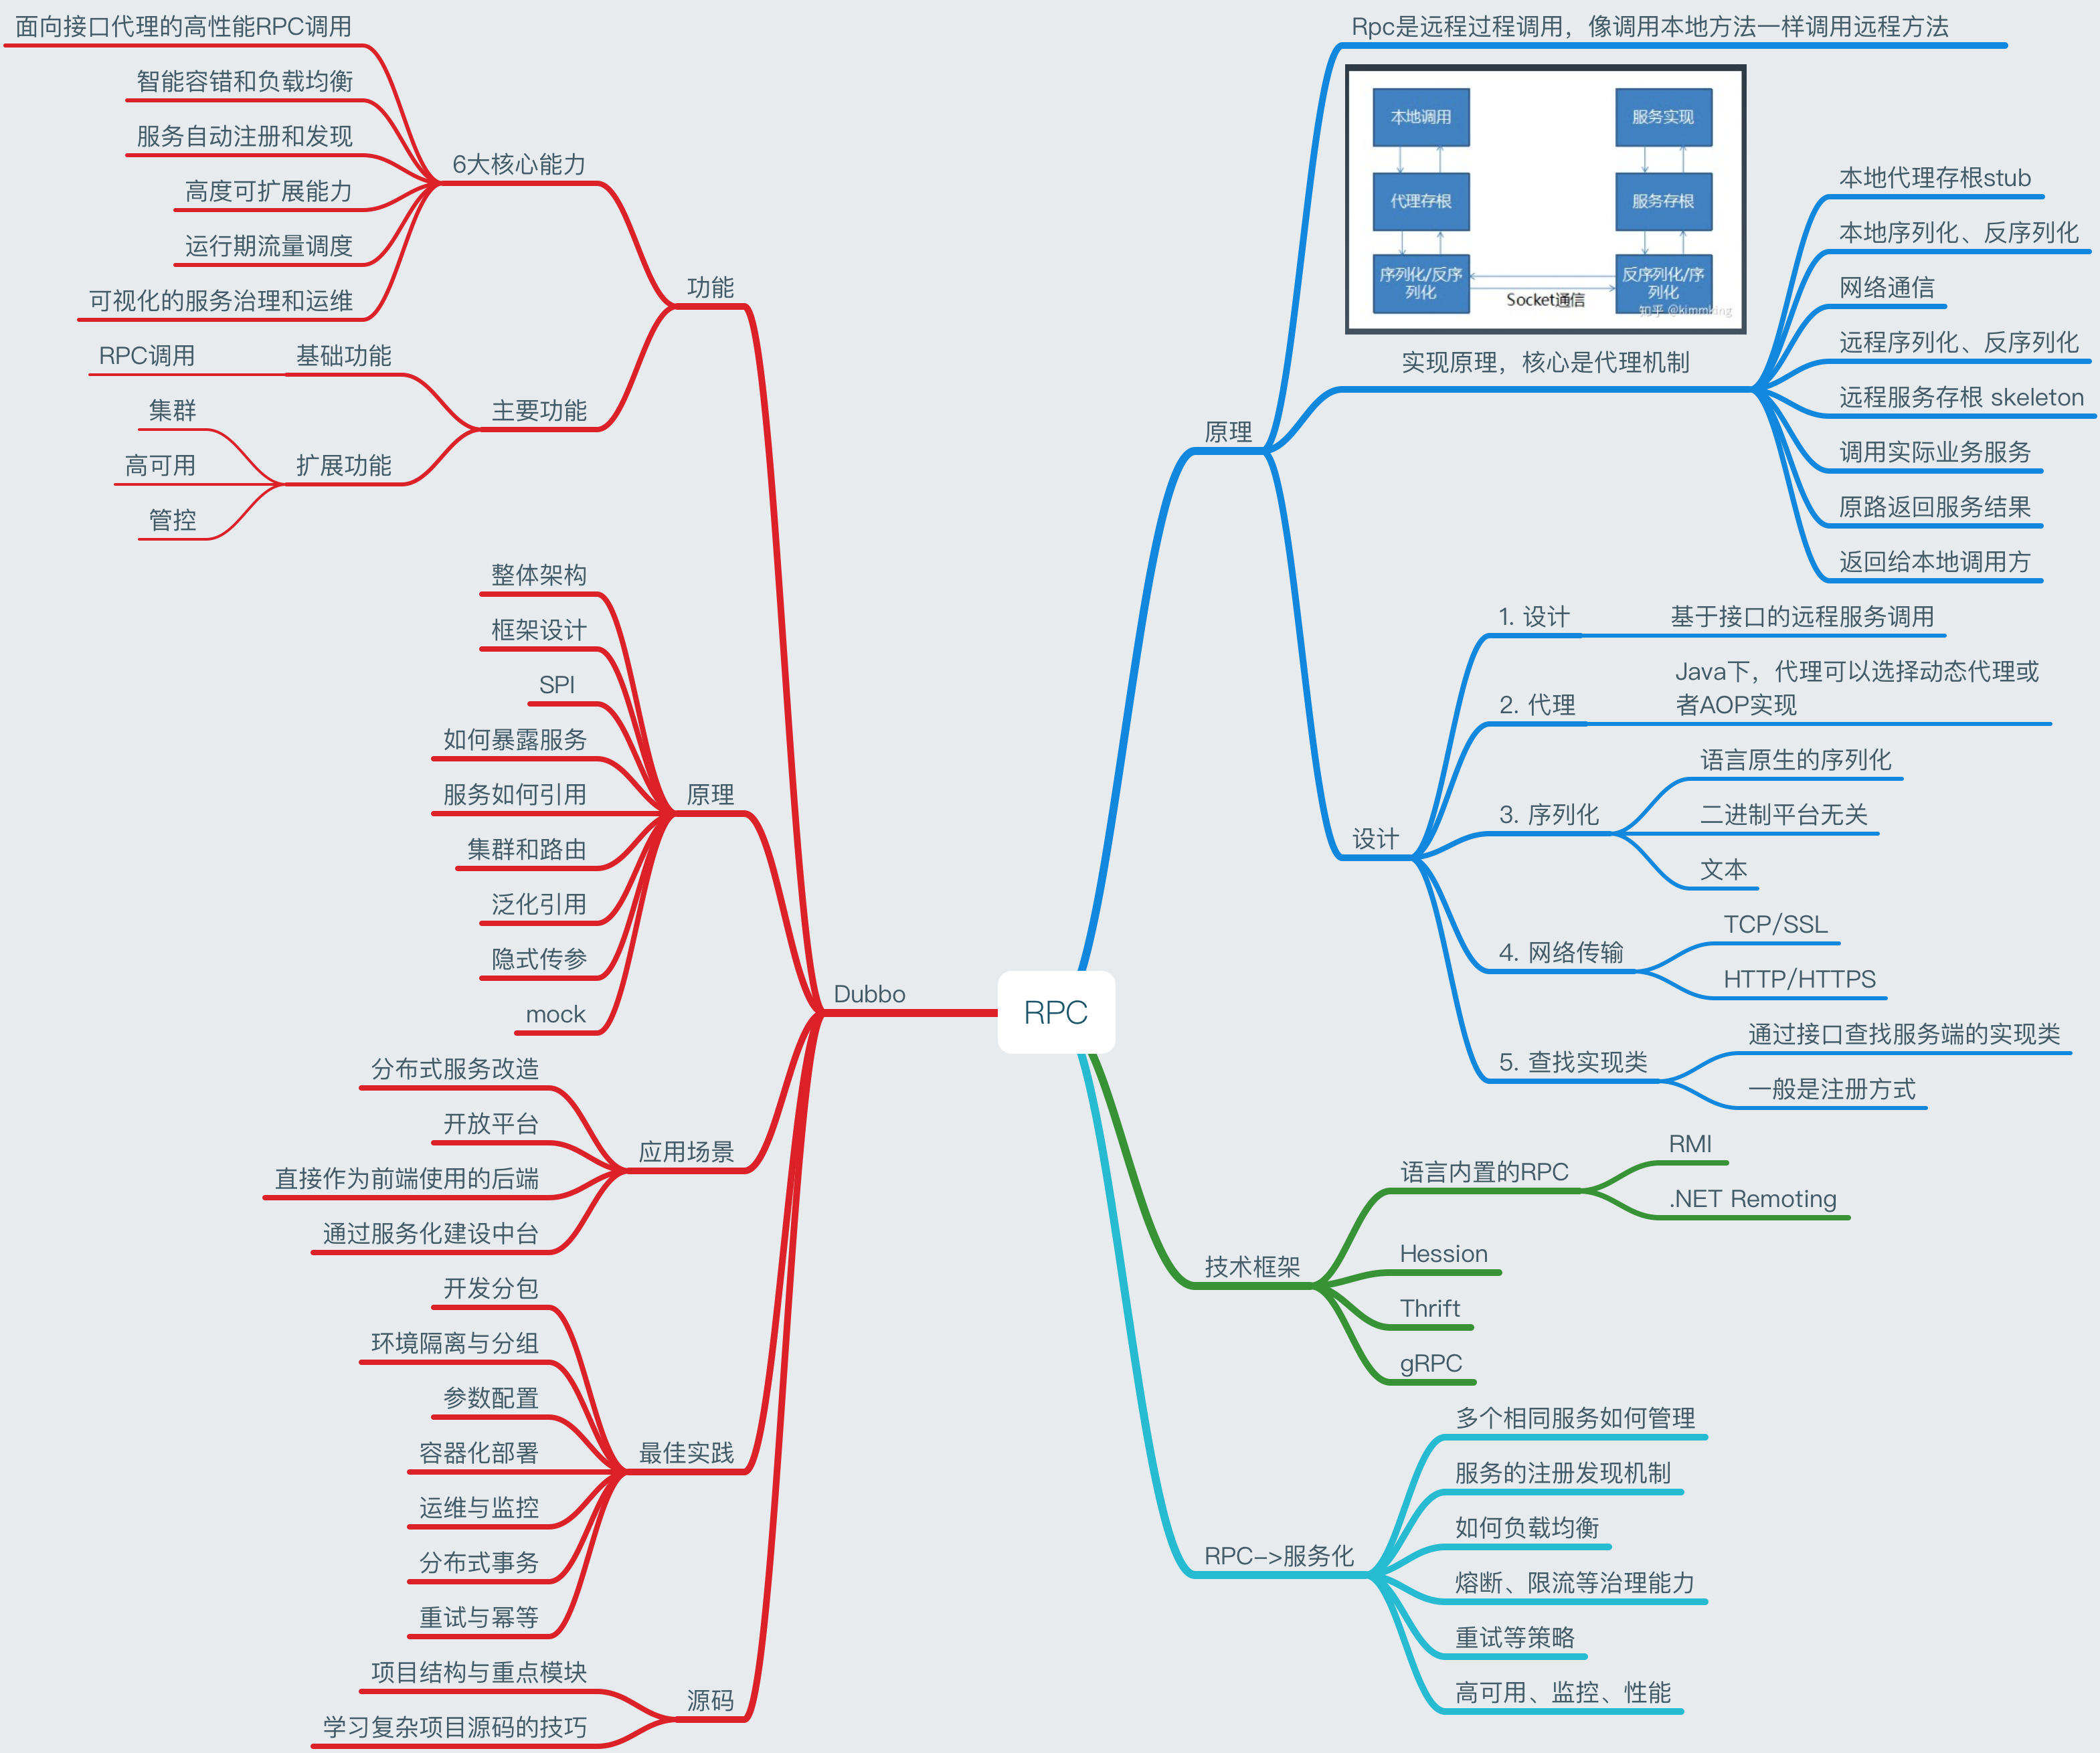 面向接口代理的高性能RPC调用
智能容错和负载均衡
服务自动注册和发现
高度可扩展能力
运行期流量调度
可视化的服务治理和运维
6大核心能力
RPC调用
基础功能
集群
高可用
管控
扩展功能
主要功能
功能
整体架构
框架设计
SPI
如何暴露服务
服务如何引用
集群和路由
泛化引用
隐式传参
mock
原理
分布式服务改造
开放平台
直接作为前端使用的后端
通过服务化建设中台
应用场景
开发分包
环境隔离与分组
参数配置
容器化部署
运维与监控
分布式事务
重试与幂等
最佳实践
项目结构与重点模块
学习复杂项目源码的技巧
源码
Dubbo
RPC
原理
Rpc是远程过程调用，像调用本地方法一样调用远程方法
本地调用
服务实现
代理存根
服务存根
序列化/反序
列化
反序列化/序
列化
Socket通信
知乎 @kimmking
实现原理，核心是代理机制
本地代理存根stub
本地序列化、反序列化
网络通信
远程序列化、反序列化
远程服务存根 skeleton
调用实际业务服务
原路返回服务结果
返回给本地调用方
设计
1. 设计
基于接口的远程服务调用
2. 代理
Java下，代理可以选择动态代理或
者AOP实现
3. 序列化
语言原生的序列化
二进制平台无关
文本
4. 网络传输
TCP/SSL
HTTP/HTTPS
5. 查找实现类
通过接口查找服务端的实现类
一般是注册方式
技术框架
语言内置的RPC
RMI
.NET Remoting
Hession
Thrift
gRPC
RPC->服务化
多个相同服务如何管理
服务的注册发现机制
如何负载均衡
熔断、限流等治理能力
重试等策略
高可用、监控、性能